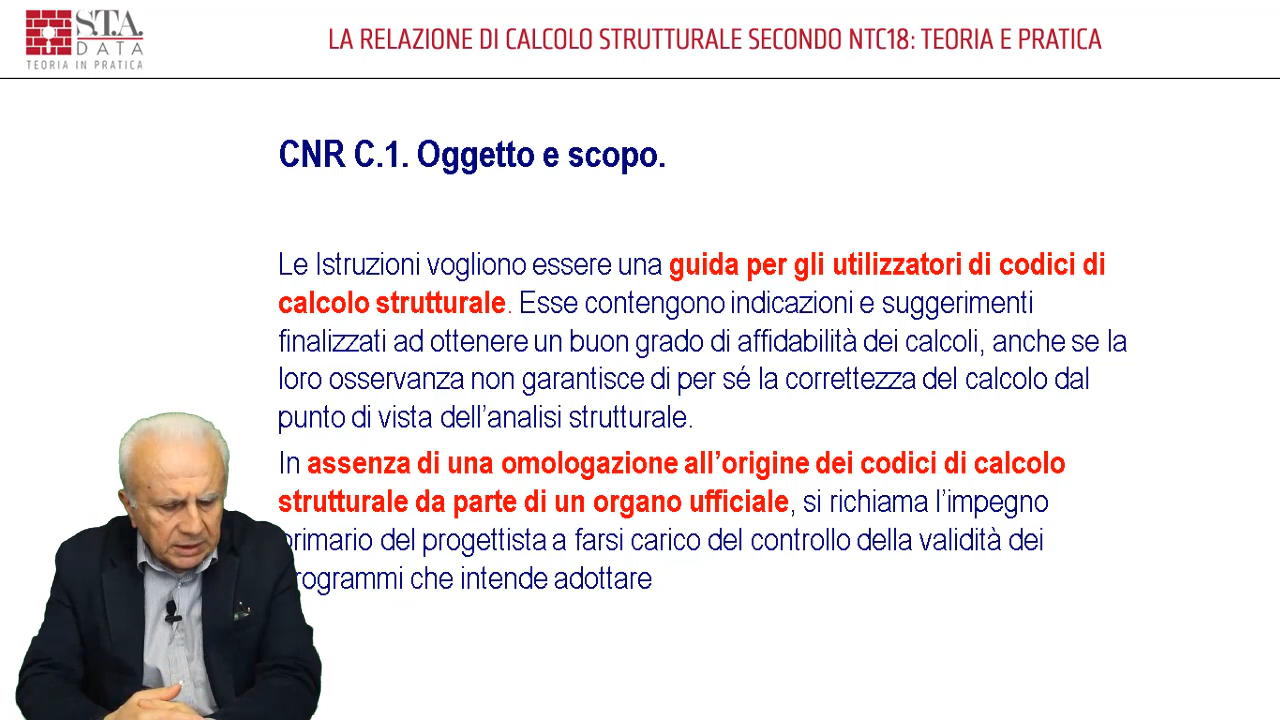 S.T.A.
DATA
TEORIA IN PRATICA
LA RELAZIONE DI CALCOLO STRUTTURALE SECONDO NTC18: TEORIA E PRATICA
CNR C.1. Oggetto e scopo.
Le Istruzioni vogliono essere una guida per gli utilizzatori di codici di
calcolo strutturale. Esse contengono indicazioni e suggerimenti
finalizzati ad ottenere un buon grado di affidabilità dei calcoli, anche se la
loro osservanza non garantisce di per sé la correttezza del calcolo dal
punto di vista dell’analisi strutturale.
In assenza di una omologazione all’origine dei codici di calcolo
strutturale da parte di un organo ufficiale, si richiama l’impegno
primario del progettista a farsi carico del controllo della validità dei
rogrammi che intende adottare